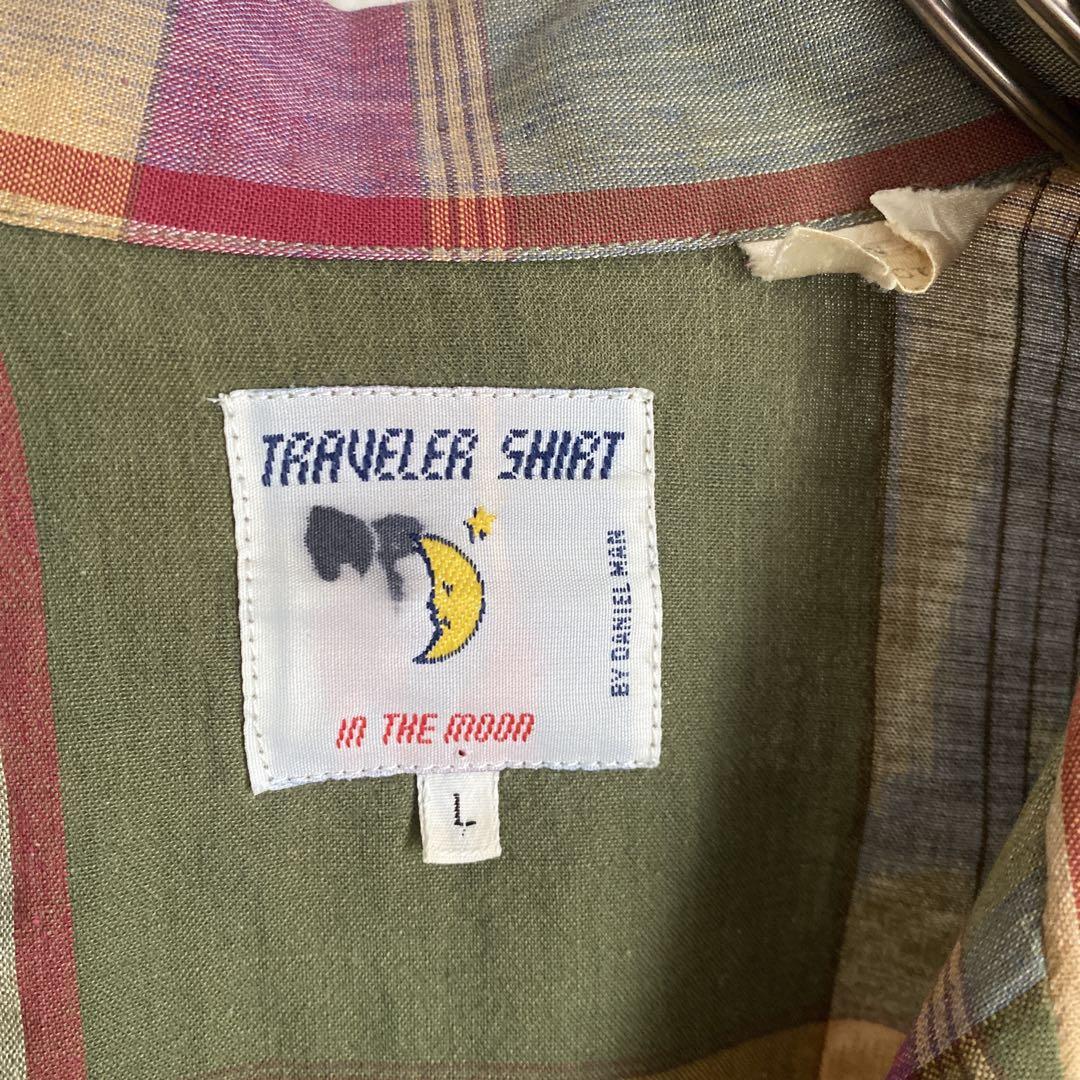 TRAVELER SHIRT
BY DANIEL MAN
IN THE MOON
L